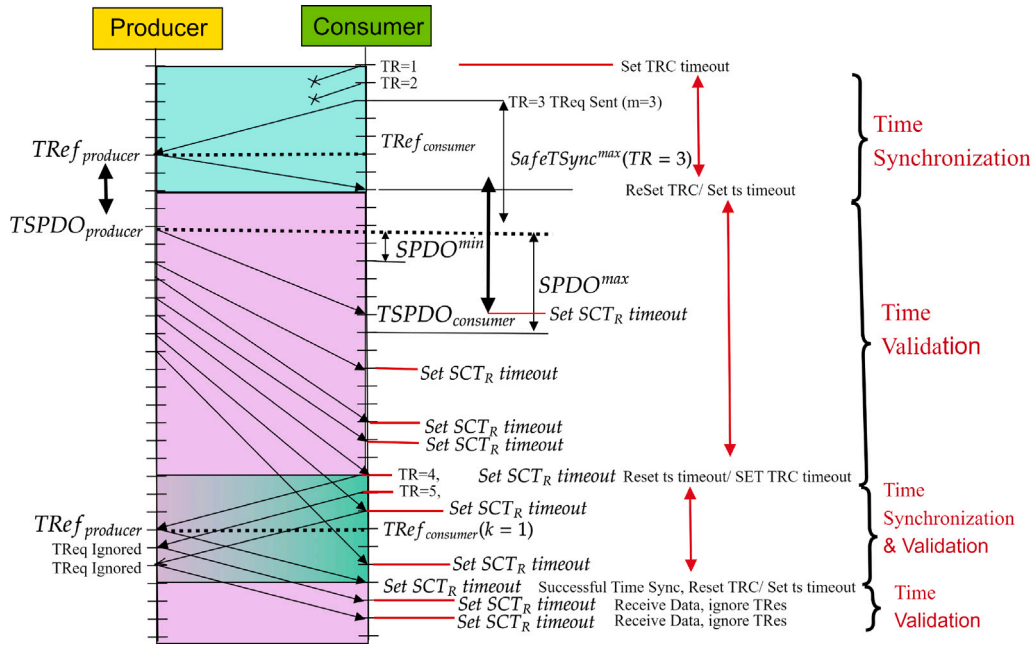 Producer
Consumer
TR=1
Set TRC timeout
TR=2
TR=3 TReq Sent (m=3)
Time
Synchronization
TRef_producer
TRef_consumer
SafeTSync^max(TR = 3)
ReSet TRC/ Set ts timeout
TSPDO_producer
SPDO^min
SPDO^max
TSPDO_consumer
Set SCT_R timeout
Time
Validation
Set SCT_R timeout
Set SCT_R timeout
Set SCT_R timeout
TR=4,
Set SCT_R timeout
Reset ts timeout/ SET TRC timeout
TR=5,
Set SCT_R timeout
Time
Synchronization
& Validation
TRef_producer
TRef_consumer(k = 1)
TReq Ignored
TReq Ignored
Set SCT_R timeout
Set SCT_R timeout
Successful Time Sync, Reset TRC/ Set ts timeout
Set SCT_R timeout
Receive Data, ignore TRes
Set SCT_R timeout
Receive Data, ignore TRes
Time
Validation